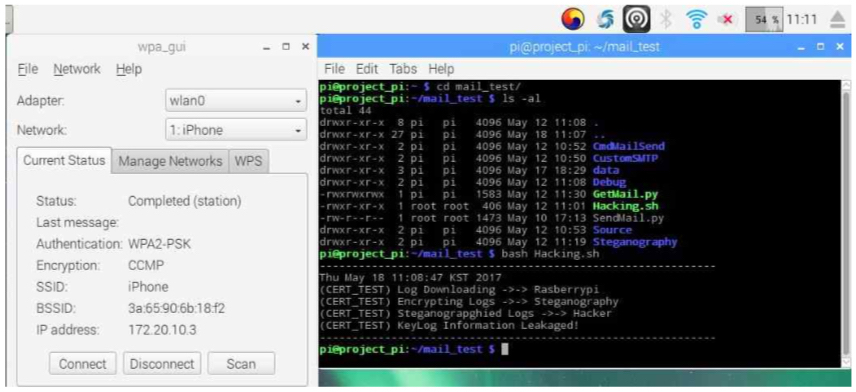 54 % 11:11
wpa_gui
File Network Help
Adapter: wlan0
Network: 1: iPhone
Current Status Manage Networks WPS
Status: Completed (station)
Last message:
Authentication: WPA2-PSK
Encryption: CCMP
SSID: iPhone
BSSID: 3a:65:90:6b:18:f2
IP address: 172.20.10.3
Connect Disconnect Scan
pi@project_pi: ~/mail_test
File Edit Tabs Help
pi@project_pi:~ $ cd mail_test/
pi@project_pi:~/mail_test $ ls -al
total 44
drwxr-xr-x 8 pi pi 4096 May 12 11:08 .
drwxr-xr-x 27 pi pi 4096 May 18 11:07 ..
drwxr-xr-x 2 pi pi 4096 May 12 10:52 CmdMailSend
drwxr-xr-x 2 pi pi 4096 May 12 10:50 CustomSMTP
drwxr-xr-x 3 pi pi 4096 May 17 18:29 data
drwxr-xr-x 2 pi pi 4096 May 12 11:08 Debug
-rwxrwxrwx 1 pi pi 1583 May 12 11:30 GetMail.py
-rwxr-xr-x 1 root root 406 May 12 11:01 Hacking.sh
-rw-r--r-- 1 root root 1473 May 10 17:13 SendMail.py
drwxr-xr-x 2 pi pi 4096 May 12 10:53 Source
drwxr-xr-x 2 pi pi 4096 May 12 11:19 Steganography
pi@project_pi:~/mail_test $ bash Hacking.sh
Thu May 18 11:08:47 KST 2017
(CERT_TEST) Log Downloading ->-> Rasberrypi
(CERT_TEST) Encrypting Logs ->-> Steganography
(CERT_TEST) Steganograpghied Logs ->-> Hacker
(CERT_TEST) KeyLog Information Leakaged!
pi@project_pi:~/mail_test $